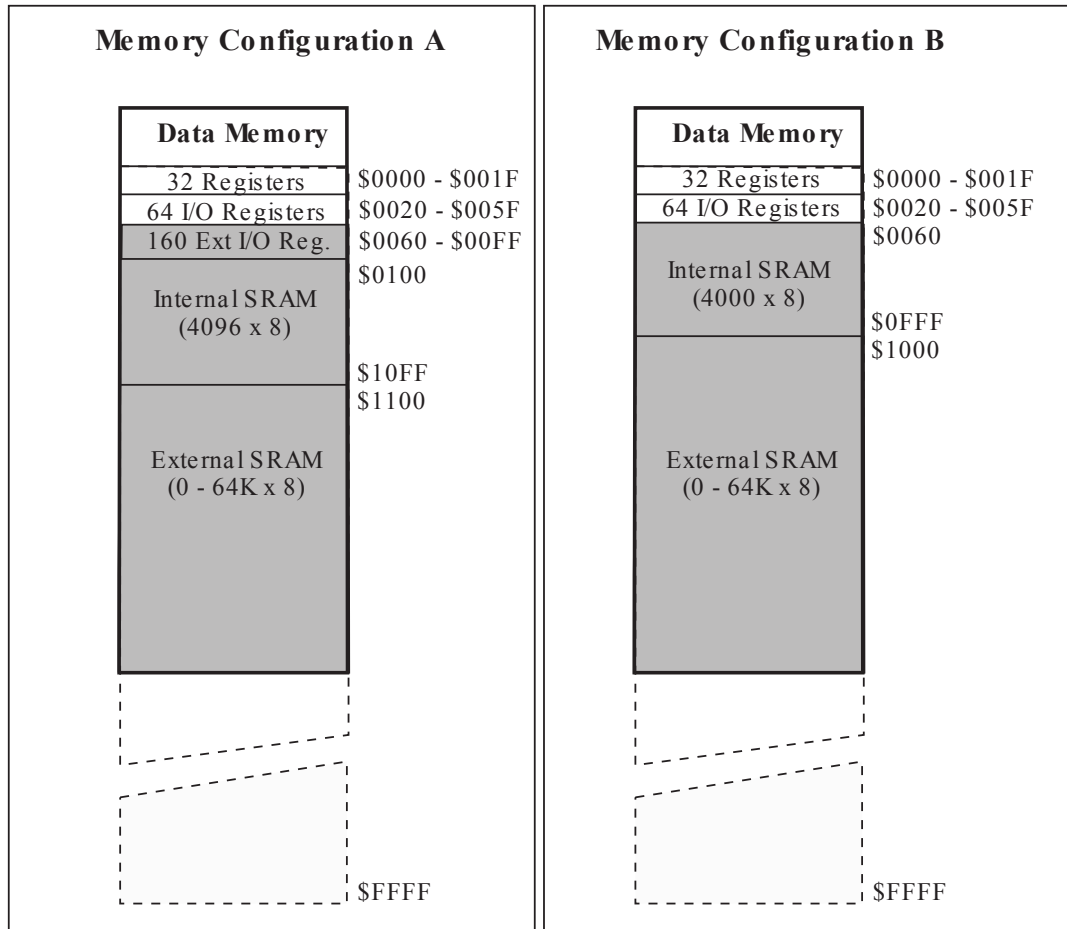 Memory Configuration A
Data Memory
32 Registers
$0000 - $001F
64 I/O Registers
$0020 - $005F
160 Ext I/O Reg.
$0060 - $00FF
$0100
Internal SRAM
(4096 x 8)
$10FF
$1100
External SRAM
(0 - 64K x 8)
$FFFF
Memory Configuration B
Data Memory
32 Registers
$0000 - $001F
64 I/O Registers
$0020 - $005F
$0060
Internal SRAM
(4000 x 8)
$0FFF
$1000
External SRAM
(0 - 64K x 8)
$FFFF